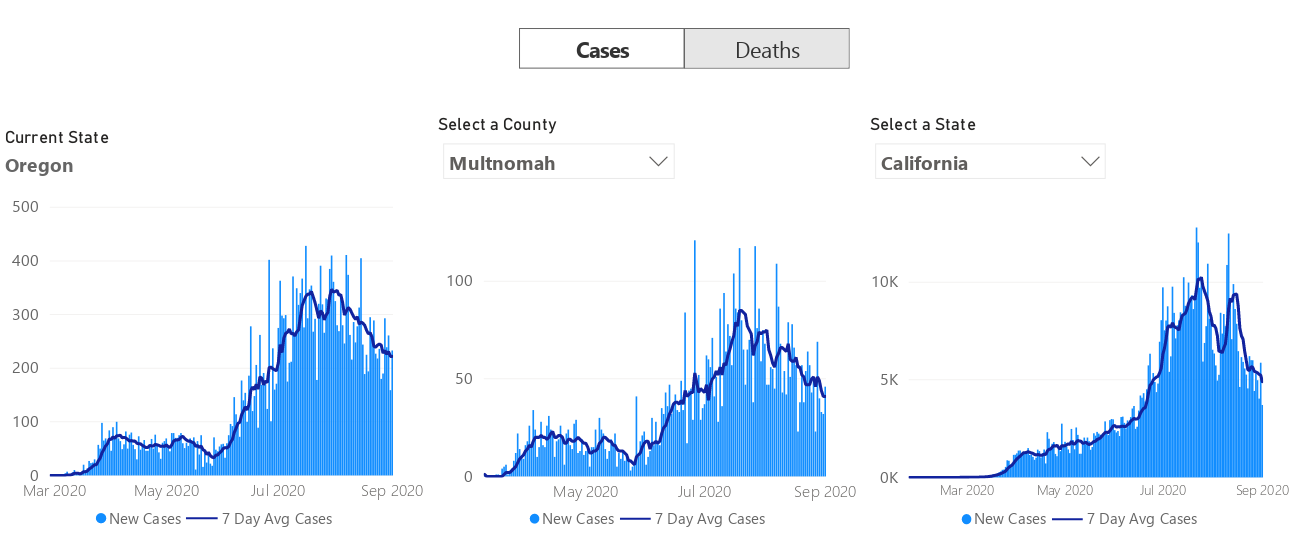 Cases Deaths
Current State
Oregon
500
400
300
200
100
0
Mar 2020 May 2020 Jul 2020 Sep 2020
New Cases 7 Day Avg Cases
Select a County
Multnomah
100
50
0
May 2020 Jul 2020 Sep 2020
New Cases 7 Day Avg Cases
Select a State
California
10K
5K
0K
Mar 2020 May 2020 Jul 2020 Sep 2020
New Cases 7 Day Avg Cases